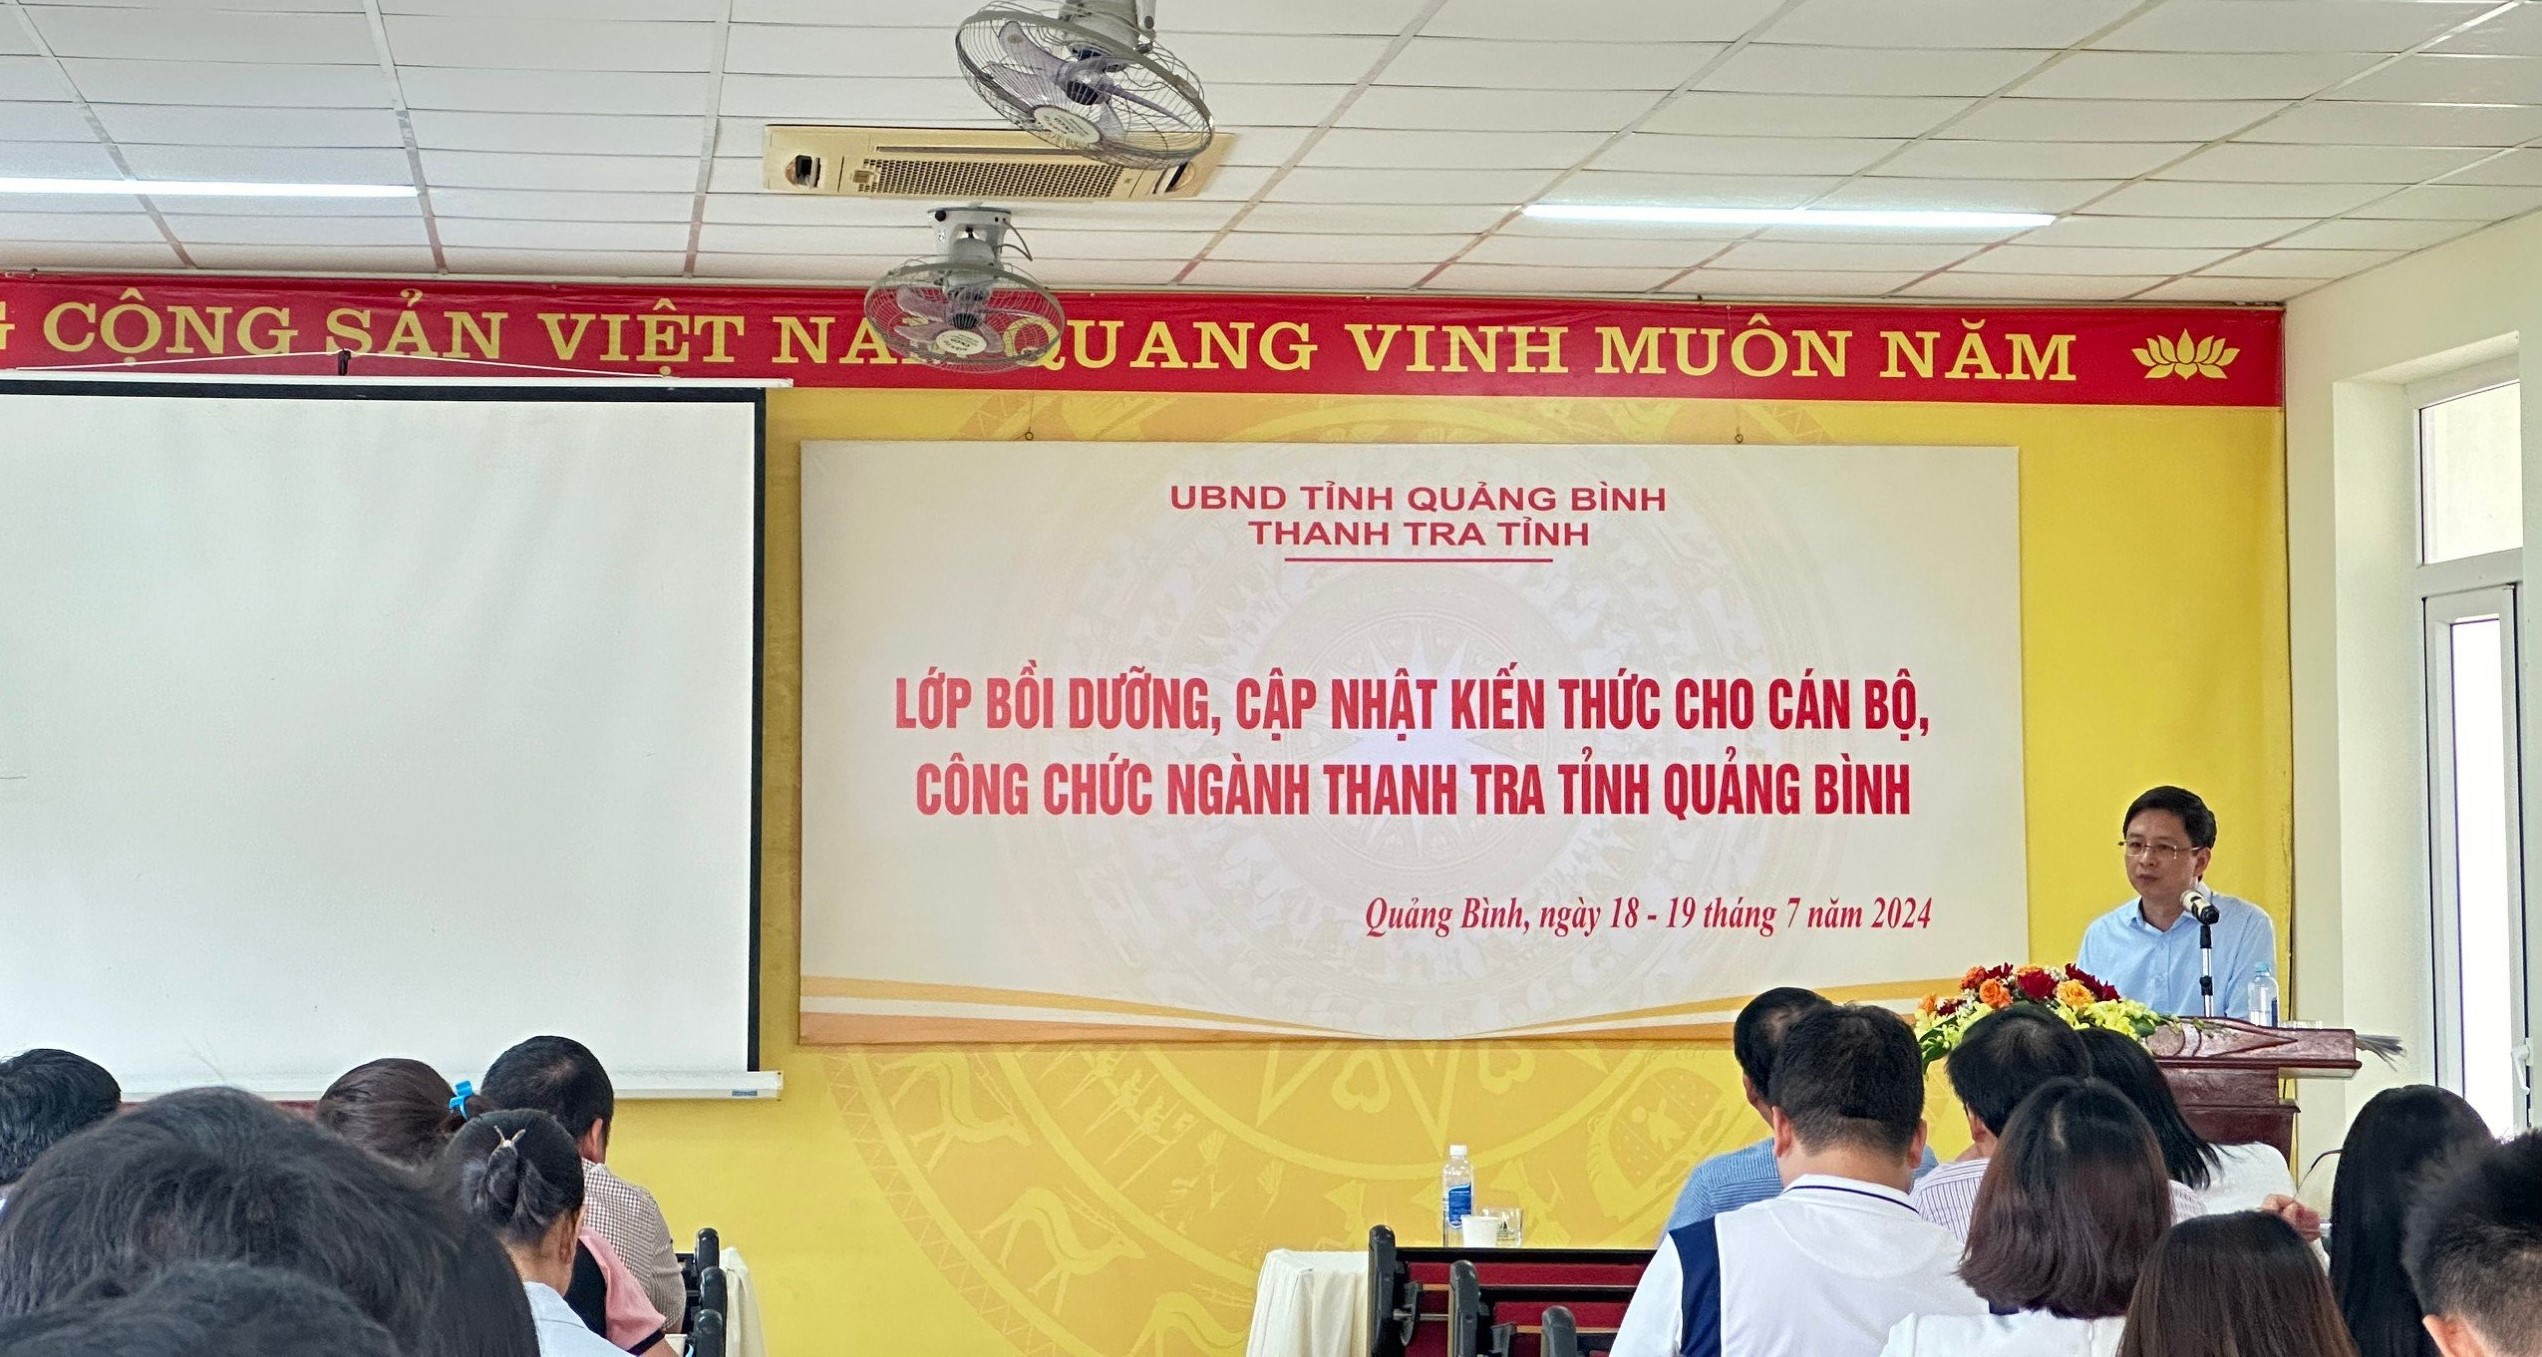 CỘNG SẢN VIỆT NAM QUANG VINH MUÔN NĂM
UBND TỈNH QUẢNG BÌNH
THANH TRA TỈNH
LỚP BỒI DƯỠNG, CẬP NHẬT KIẾN THỨC CHO CÁN BỘ,
CÔNG CHỨC NGÀNH THANH TRA TỈNH QUẢNG BÌNH
Quảng Bình, ngày 18 - 19 tháng 7 năm 2024